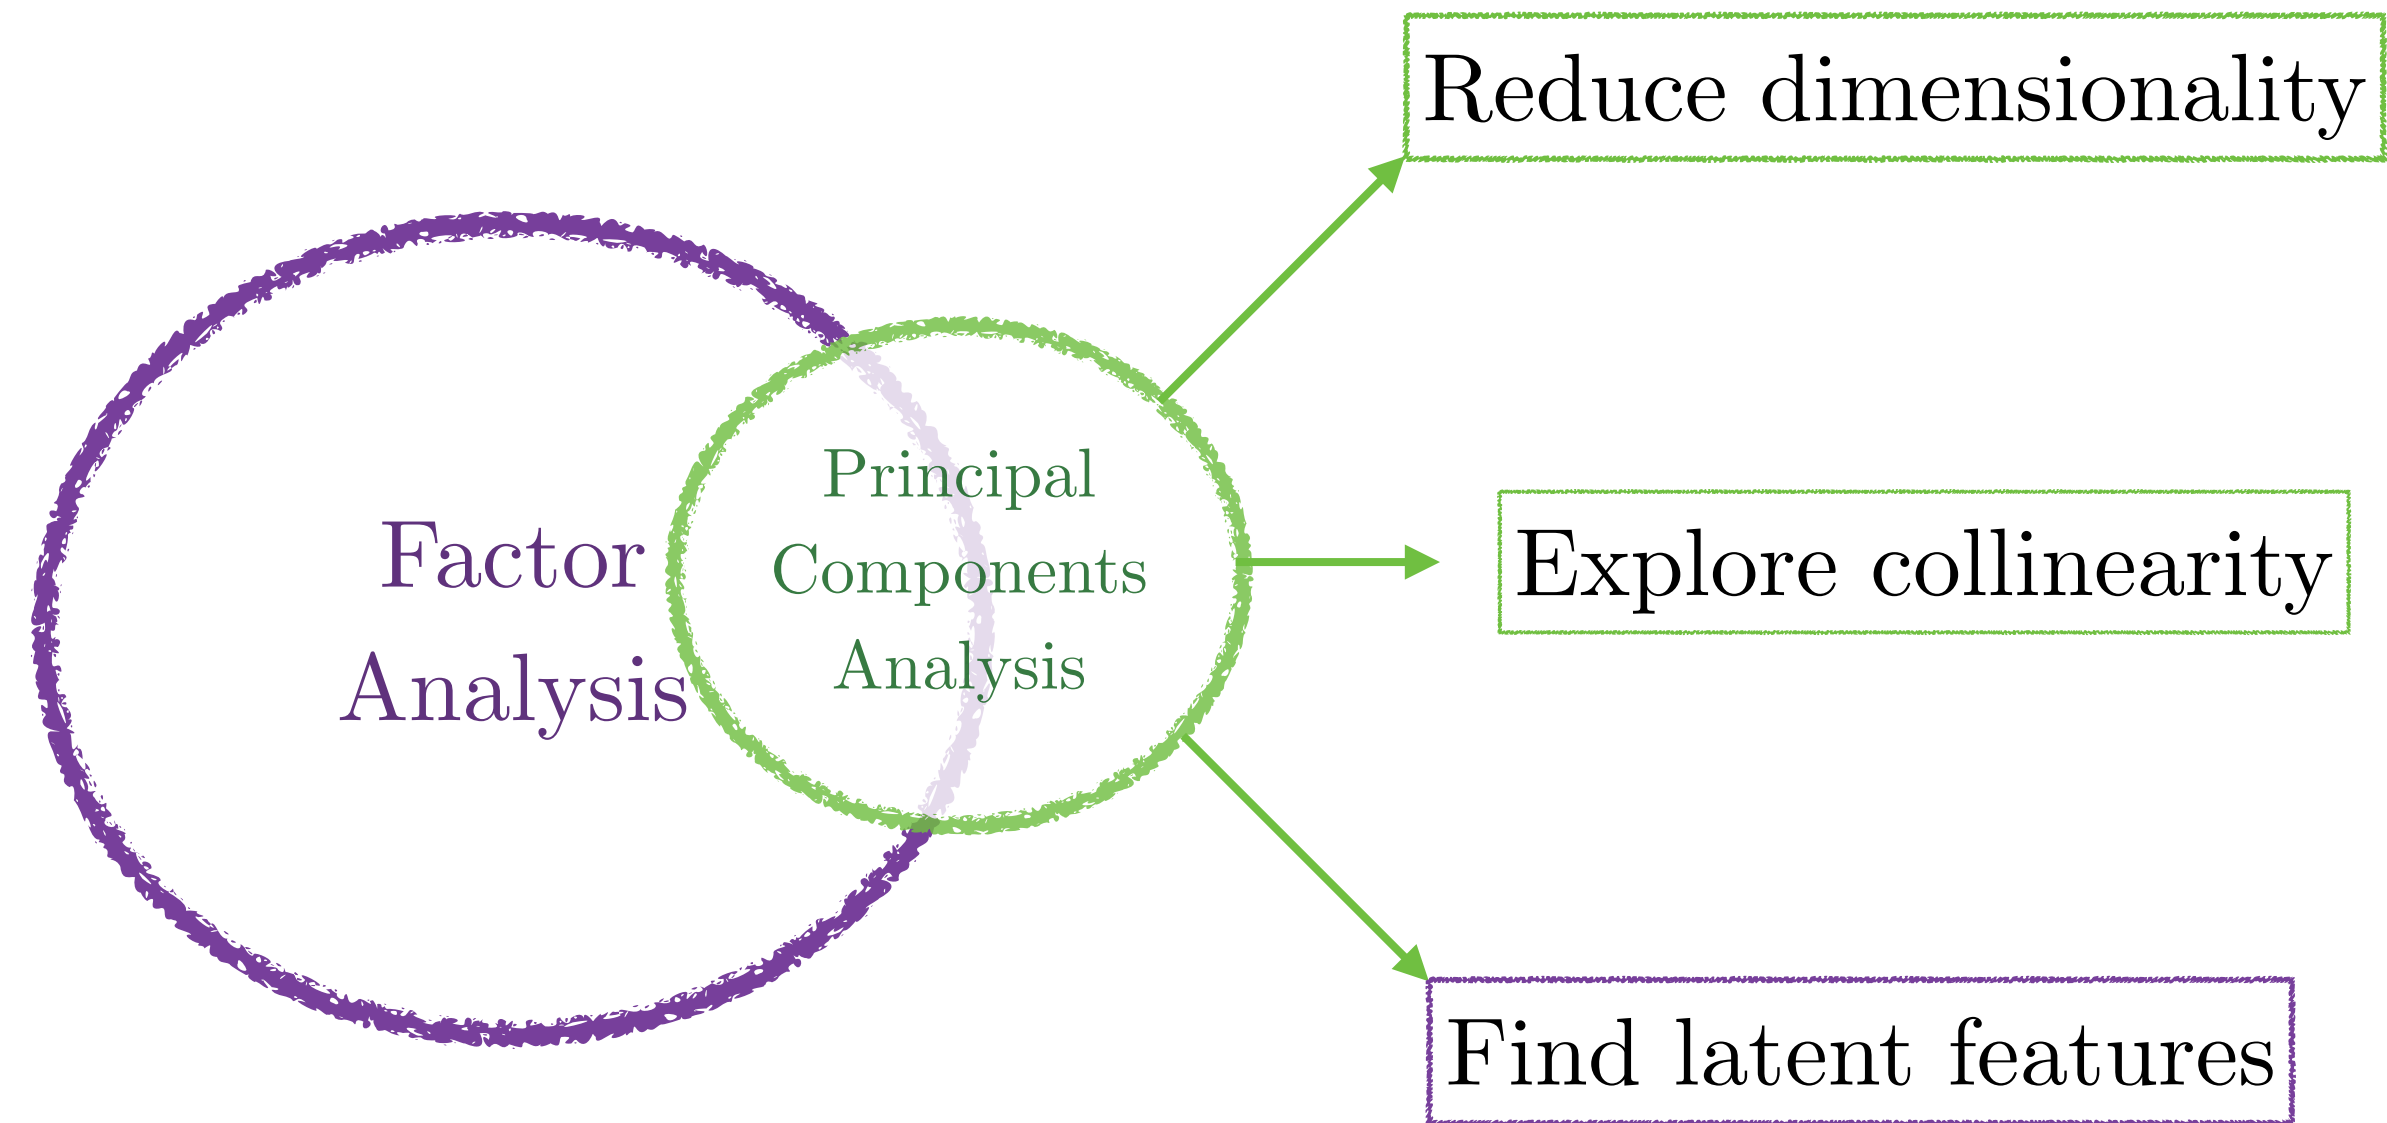 Reduce dimensionality
Factor
Analysis
Principal
Components
Analysis
Explore collinearity
Find latent features